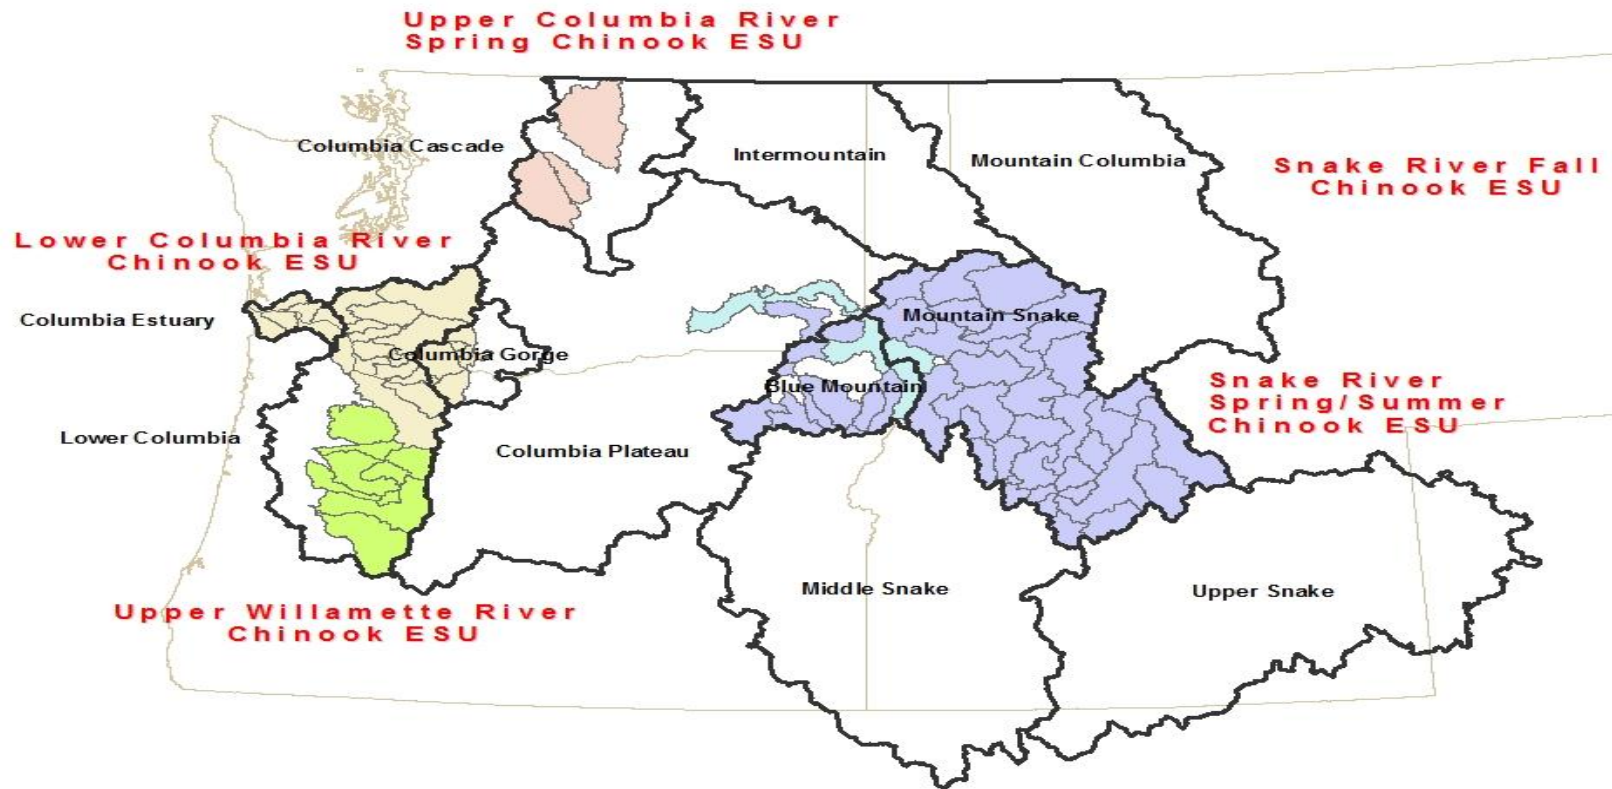 Upper Columbia River
Spring Chinook ESU
Columbia Cascade
Intermountain
Mountain Columbia
Snake River Fall
Chinook ESU
Lower Columbia River
Chinook ESU
Columbia Estuary
Mountain Snake
Columbia Gorge
Blue Mountain
Snake River
Spring/Summer
Chinook ESU
Lower Columbia
Columbia Plateau
Middle Snake
Upper Snake
Upper Willamette River
Chinook ESU